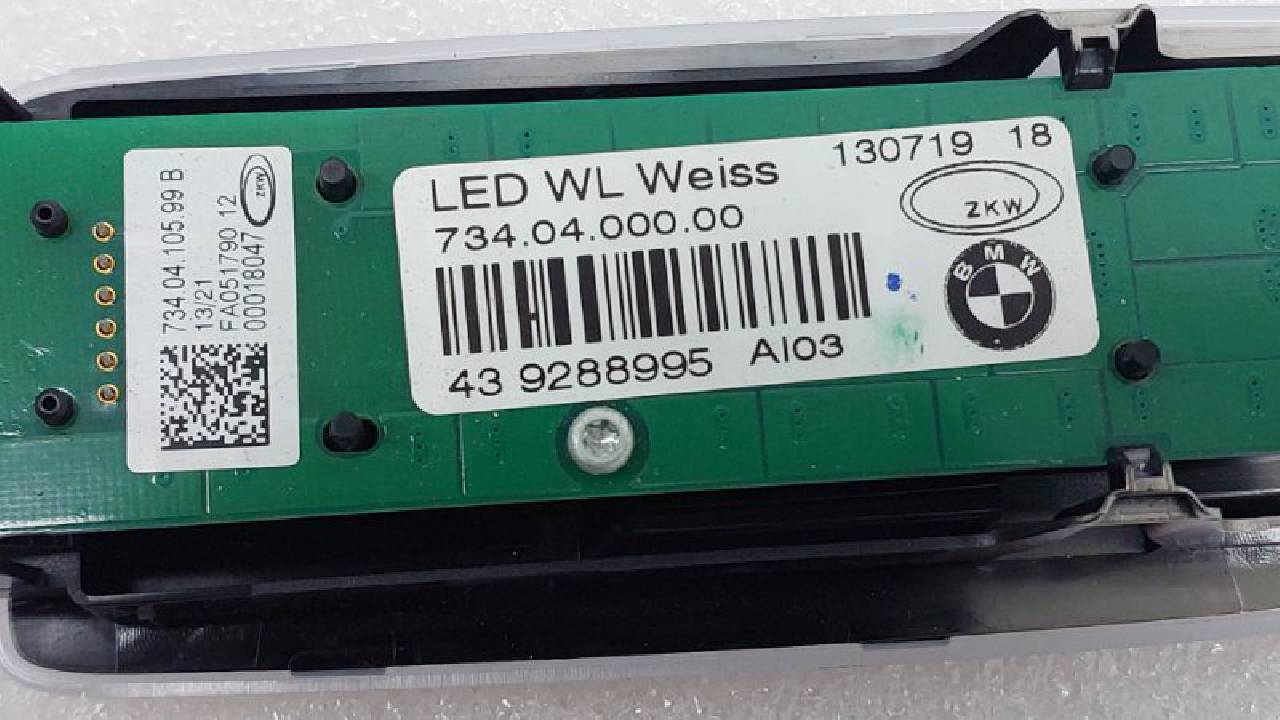 734.04.105.99 B
13/21
FA051790 12
00018047
ZKW
LED WL Weiss
130719 18
734.04.000.00
ZKW
BMW
43 9288995 AI03